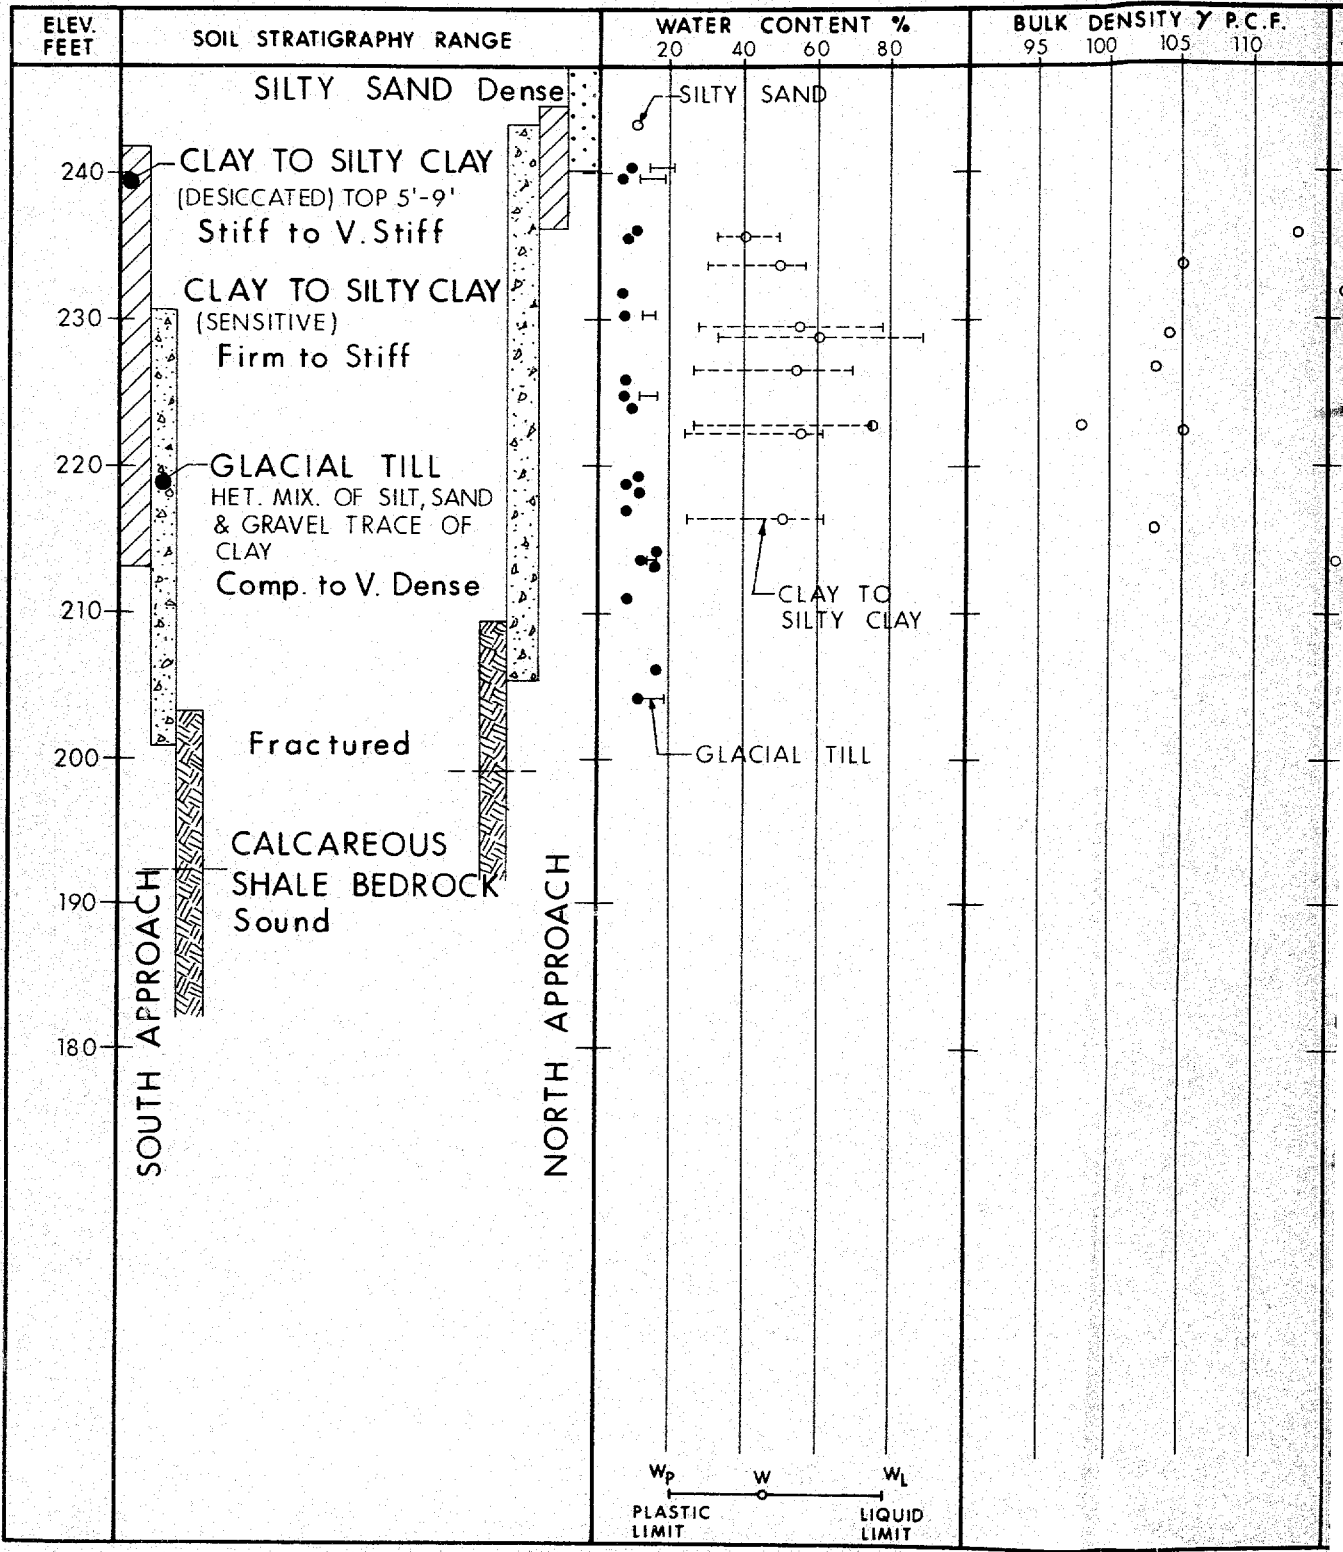 ELEV.
FEET
SOIL STRATIGRAPHY RANGE
WATER CONTENT %
20 40 60 80
BULK DENSITY γ P.C.F.
95 100 105 110
SILTY SAND Dense
SILTY SAND
240
CLAY TO SILTY CLAY
(DESICCATED) TOP 5'-9'
Stiff to V. Stiff
CLAY TO SILTY CLAY
(SENSITIVE)
Firm to Stiff
230
220
GLACIAL TILL
HET. MIX. OF SILT, SAND
& GRAVEL TRACE OF
CLAY
Comp. to V. Dense
CLAY TO
SILTY CLAY
210
Fractured
200
GLACIAL TILL
CALCAREOUS
SHALE BEDROCK
Sound
190
180
SOUTH APPROACH
NORTH APPROACH
WP W WL
PLASTIC
LIMIT
LIQUID
LIMIT